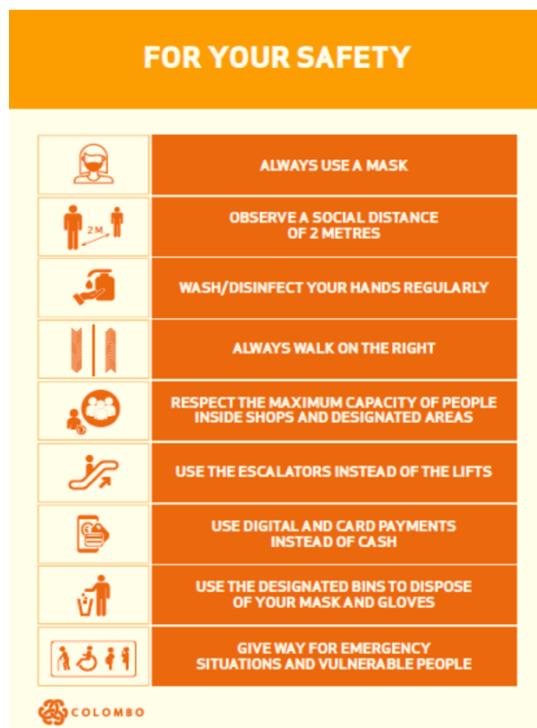 FOR YOUR SAFETY
ALWAYS USE A MASK
2 M
OBSERVE A SOCIAL DISTANCE
OF 2 METRES
WASH/DISINFECT YOUR HANDS REGULARLY
ALWAYS WALK ON THE RIGHT
RESPECT THE MAXIMUM CAPACITY OF PEOPLE
INSIDE SHOPS AND DESIGNATED AREAS
USE THE ESCALATORS INSTEAD OF THE LIFTS
USE DIGITAL AND CARD PAYMENTS
INSTEAD OF CASH
USE THE DESIGNATED BINS TO DISPOSE
OF YOUR MASK AND GLOVES
GIVE WAY FOR EMERGENCY
SITUATIONS AND VULNERABLE PEOPLE
COLOMBO